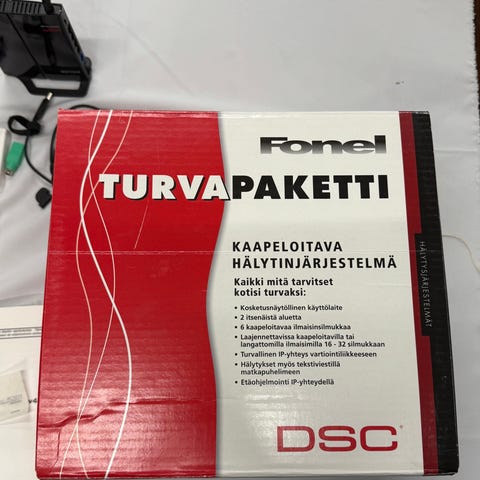 Fonel
TURVAPAKETTI
KAAPELOITAVA
HÄLYTINJÄRJESTELMÄ
Kaikki mitä tarvitset
kotisi turvaksi:
• Kosketusnäytöllinen käyttölaite
• 2 itsenäistä aluetta
• 6 kaapeloitavaa ilmaisinsilmukkaa
• Laajennettavissa kaapeloitavilla tai
langattomilla ilmaisimilla 16 - 32 silmukkaan
• Turvallinen IP-yhteys vartiointiliikkeeseen
• Hälytykset myös tekstiviestillä
matkapuhelimeen
• Etäohjelmointi IP-yhteydellä
HÄLYTYSJÄRJESTELMÄT
DSC